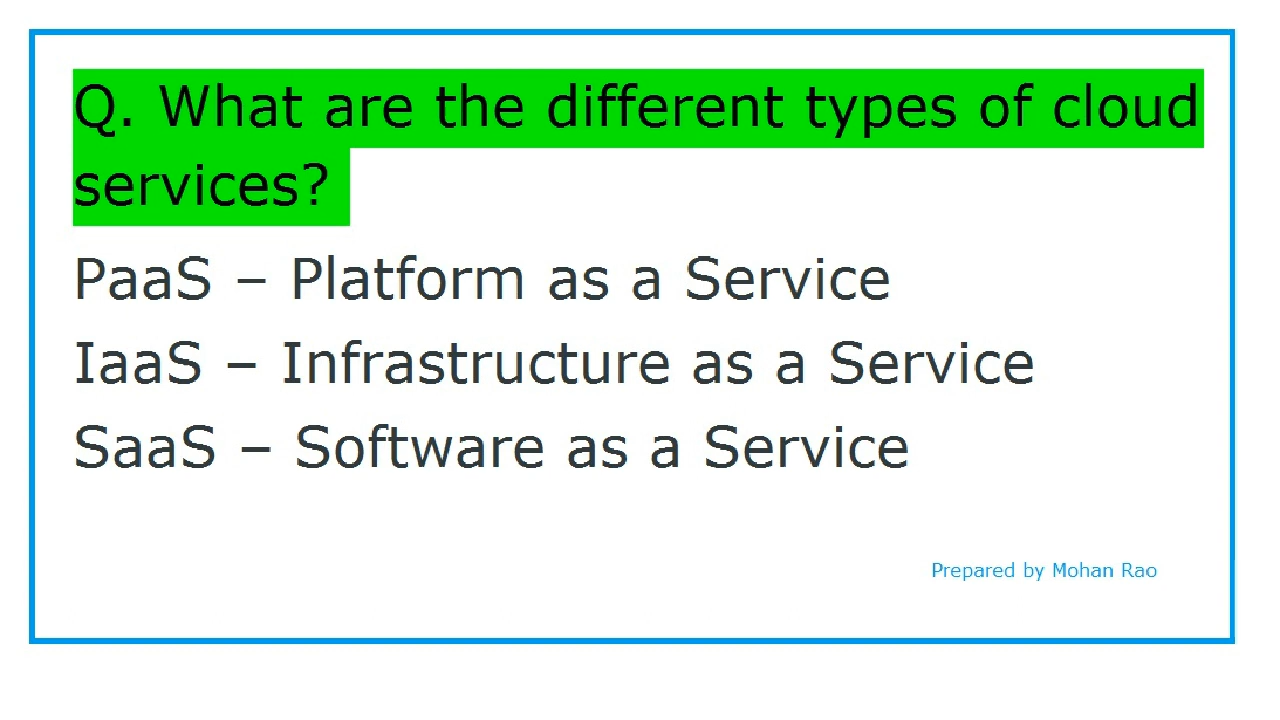 Q. What are the different types of cloud
services?
PaaS – Platform as a Service
IaaS – Infrastructure as a Service
SaaS – Software as a Service
Prepared by Mohan Rao